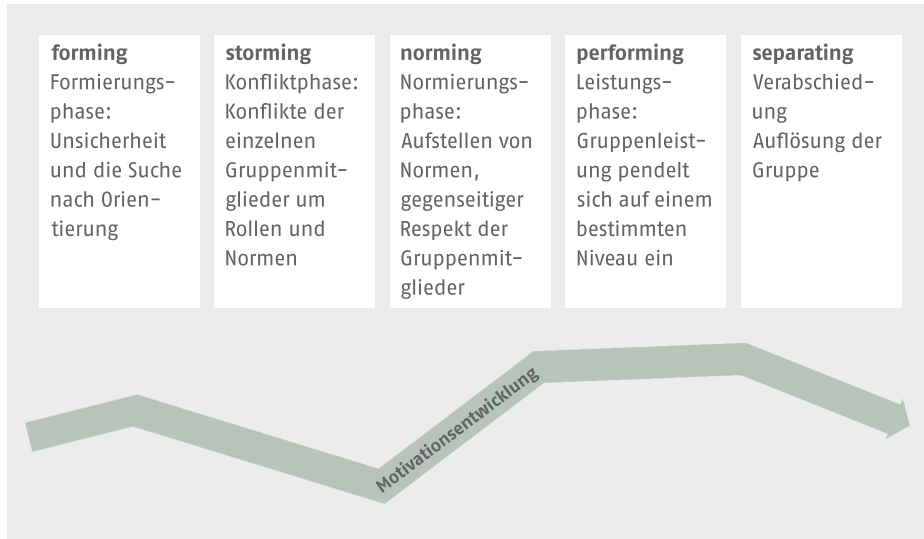 forming
Formierungs-
phase:
Unsicherheit
und die Suche
nach Orien-
tierung
storming
Konfliktphase:
Konflikte der
einzelnen
Gruppenmit-
glieder um
Rollen und
Normen
norming
Normierungs-
phase:
Aufstellen von
Normen,
gegenseitiger
Respekt der
Gruppenmit-
glieder
performing
Leistungs-
phase:
Gruppenleist-
ung pendelt
sich auf einem
bestimmten
Niveau ein
separating
Verabschied-
ung
Auflösung der
Gruppe
Motivationsentwicklung